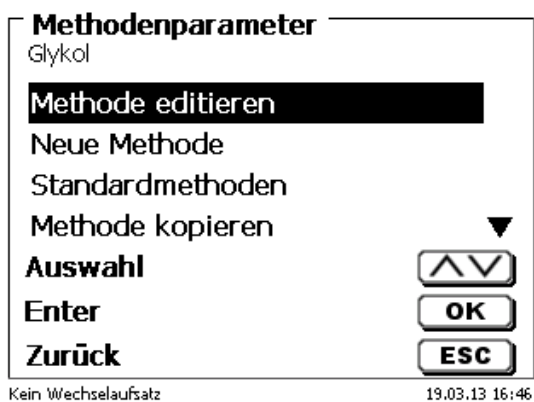 Methodenparameter
Glykol
Methode editieren
Neue Methode
Standardmethoden
Methode kopieren
Auswahl
Enter OK
Zurück ESC
Kein Wechselaufsatz 19.03.13 16:46